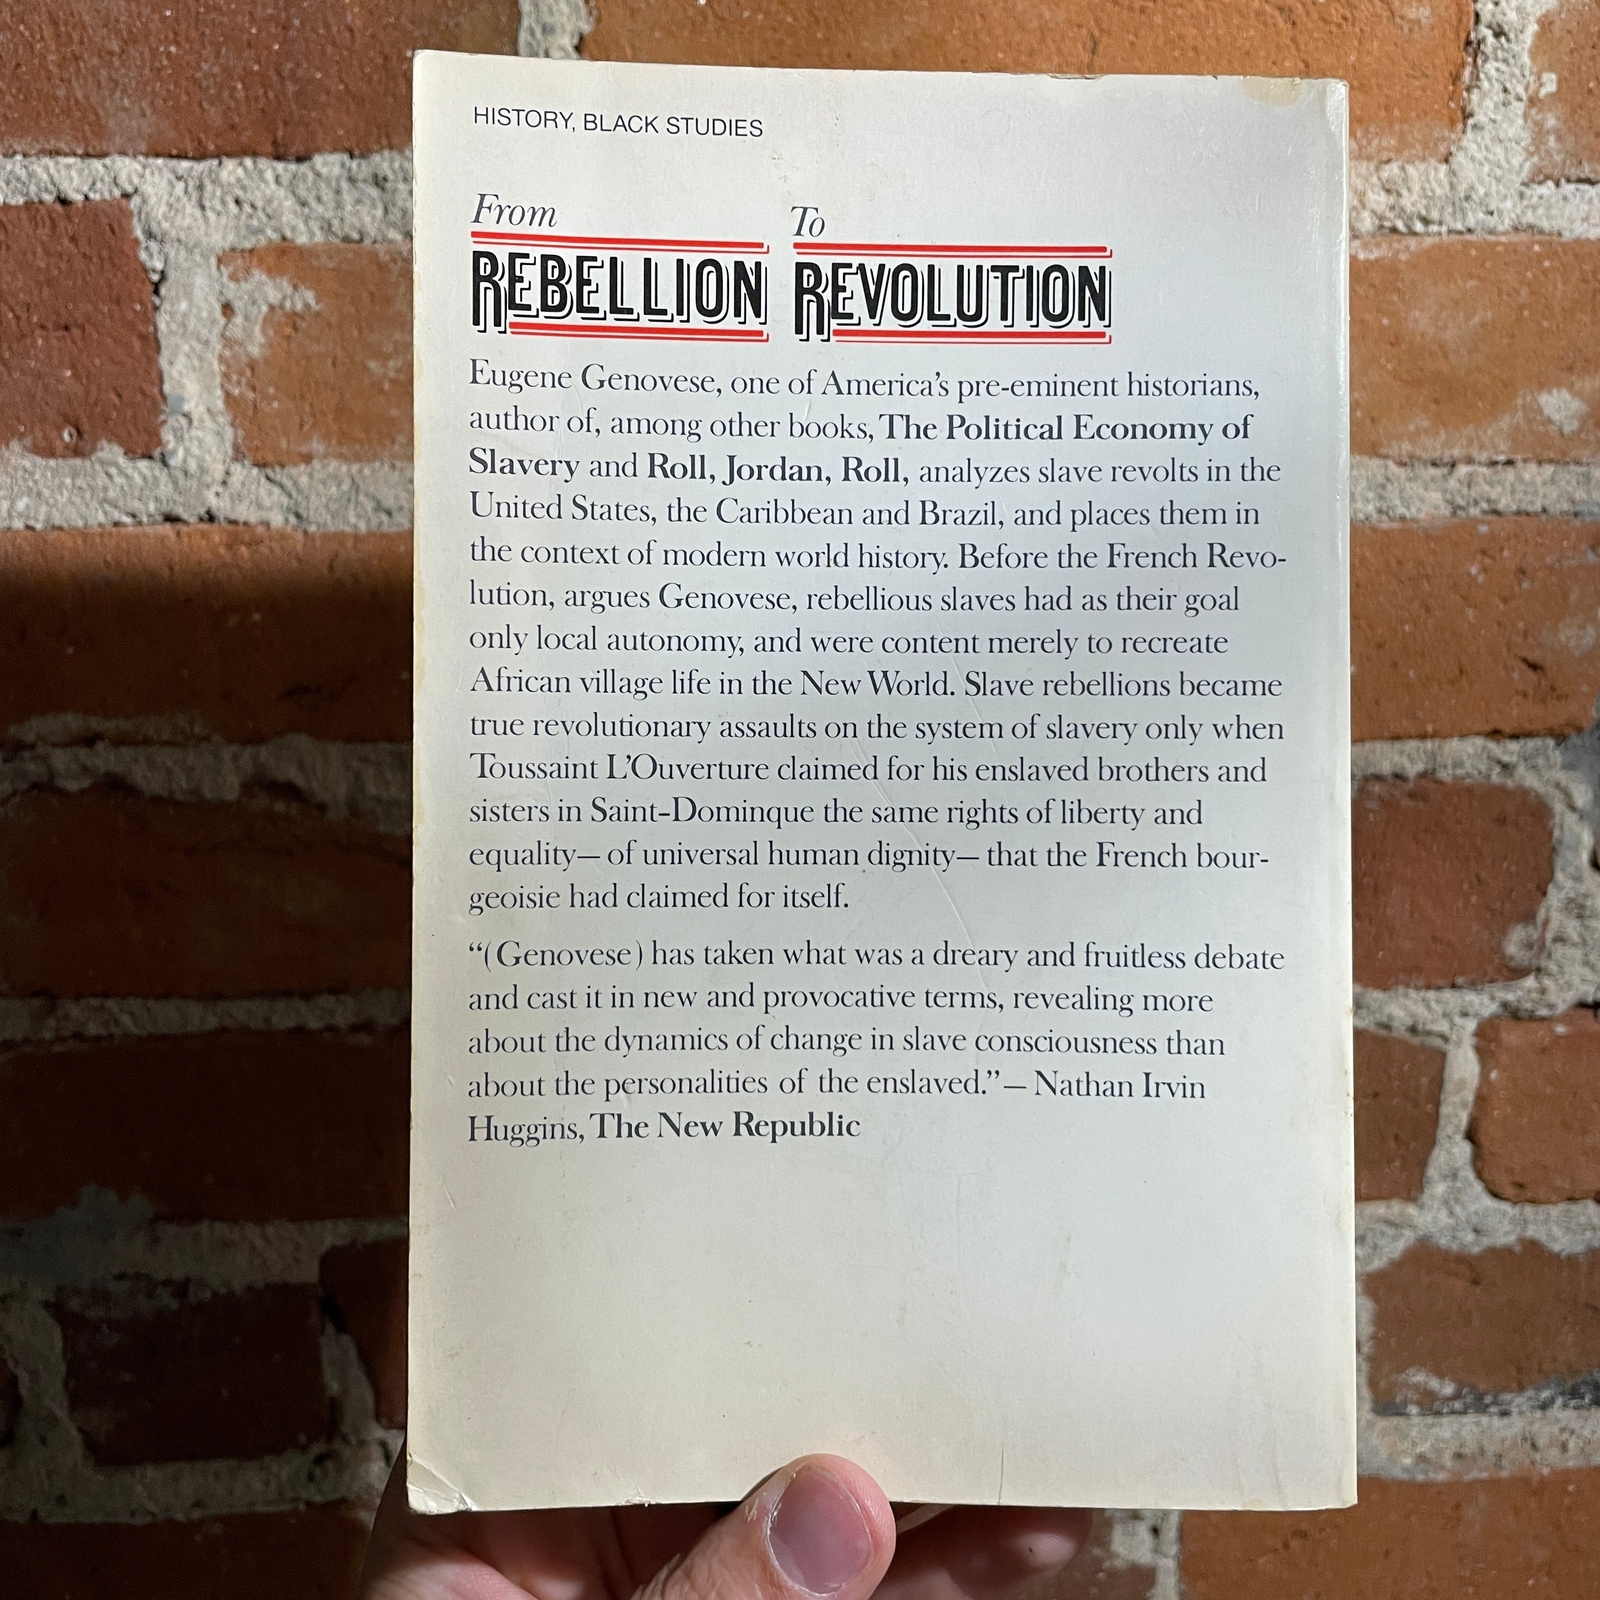 HISTORY, BLACK STUDIES
From To
REBELLION REVOLUTION
Eugene Genovese, one of America's pre-eminent historians,
author of, among other books, The Political Economy of
Slavery and Roll, Jordan, Roll, analyzes slave revolts in the
United States, the Caribbean and Brazil, and places them in
the context of modern world history. Before the French Revo-
lution, argues Genovese, rebellious slaves had as their goal
only local autonomy, and were content merely to recreate
African village life in the New World. Slave rebellions became
true revolutionary assaults on the system of slavery only when
Toussaint L'Ouverture claimed for his enslaved brothers and
sisters in Saint-Dominque the same rights of liberty and
equality— of universal human dignity— that the French bour-
geoisie had claimed for itself.
“(Genovese) has taken what was a dreary and fruitless debate
and cast it in new and provocative terms, revealing more
about the dynamics of change in slave consciousness than
about the personalities of the enslaved.”— Nathan Irvin
Huggins, The New Republic